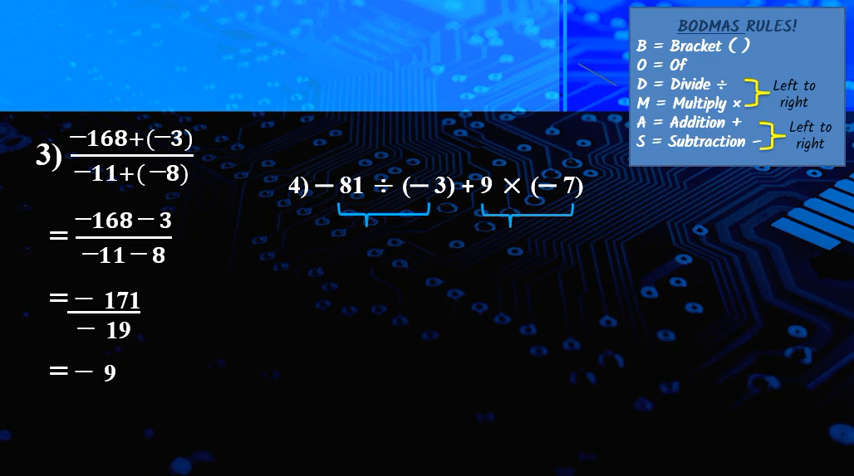 BODMAS RULES!
B = Bracket ( )
O = Of
D = Divide ÷
M = Multiply ×
Left to
right
A = Addition +
S = Subtraction −
Left to
right
3) −168+(−3)
−11+(−8)
= −168 − 3
−11 − 8
= − 171
− 19
= − 9
4) − 81 ÷ (− 3) + 9 × (− 7)